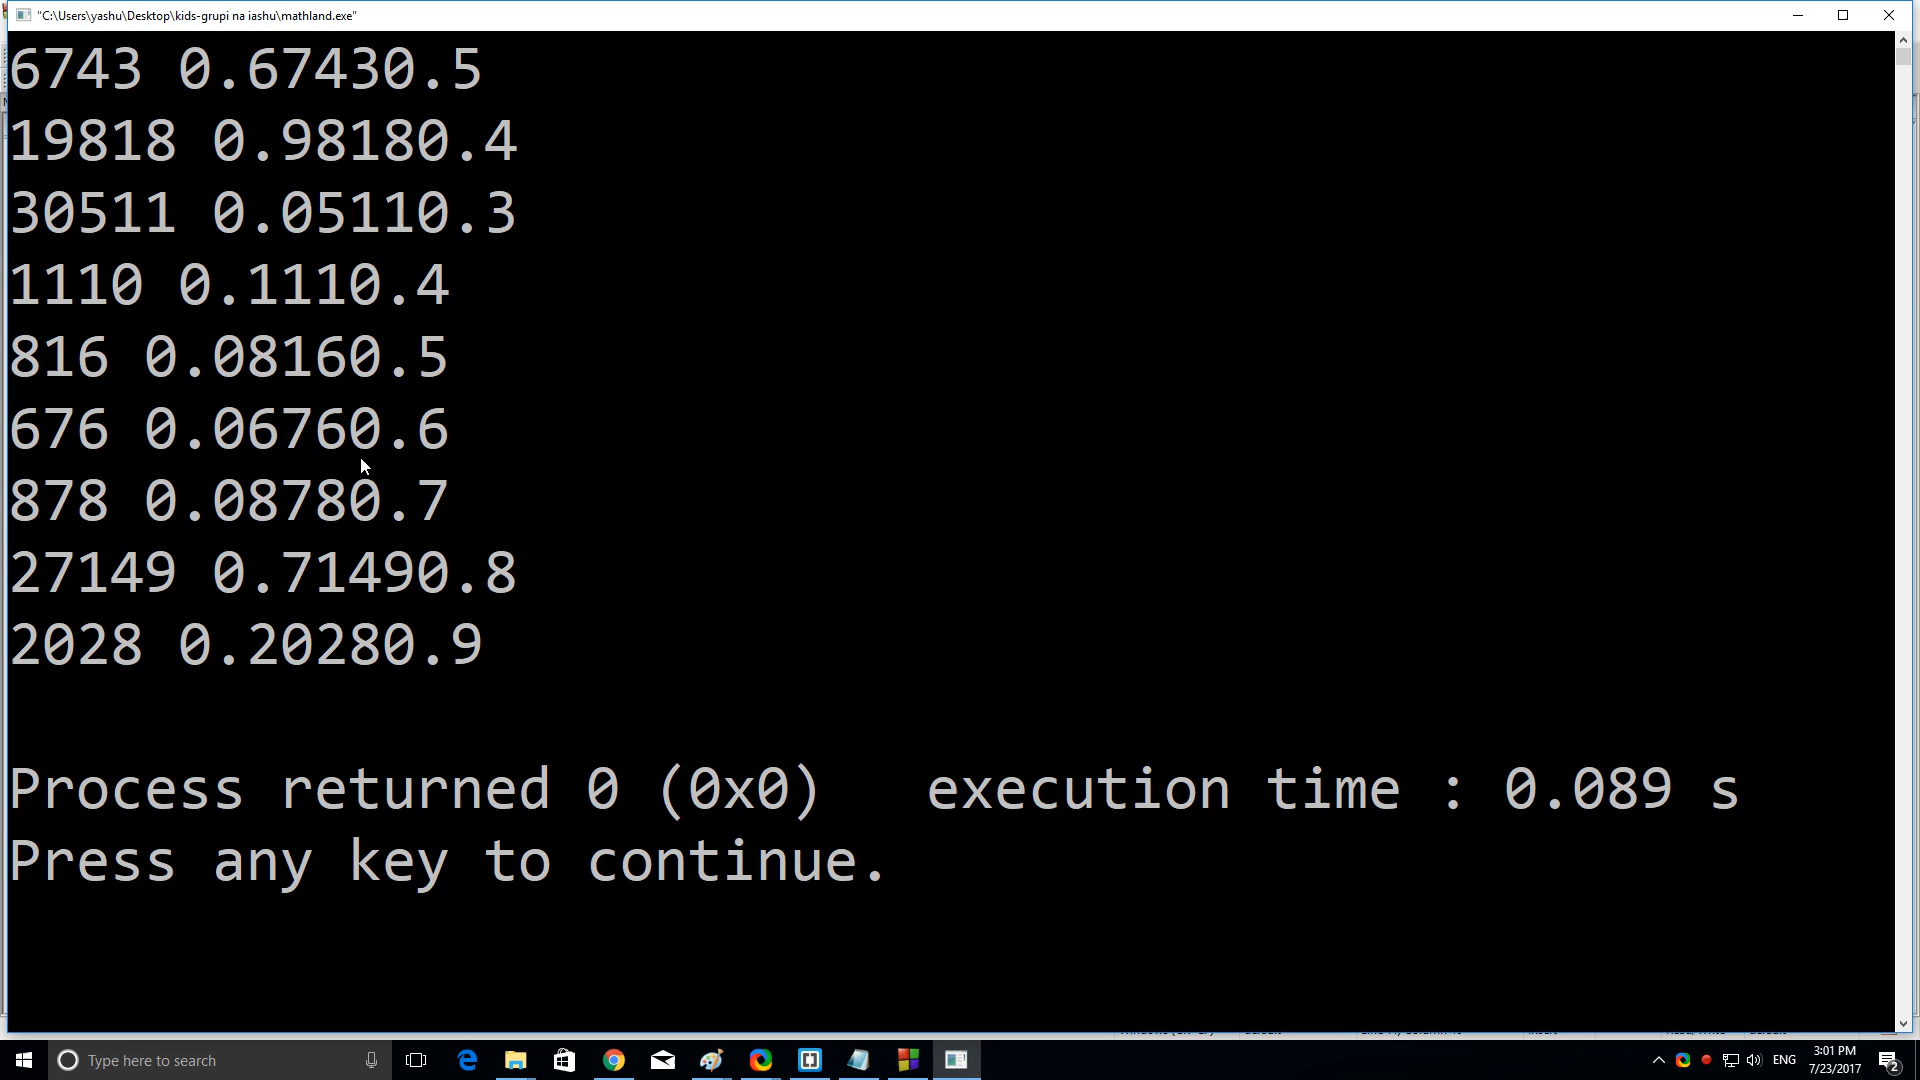 "C:\Users\yashu\Desktop\kids-grupi na iashu\mathland.exe"
6743 0.67430.5
19818 0.98180.4
30511 0.05110.3
1110 0.1110.4
816 0.08160.5
676 0.06760.6
878 0.08780.7
27149 0.71490.8
2028 0.20280.9
Process returned 0 (0x0)   execution time : 0.089 s
Press any key to continue.
Type here to search
ENG
3:01 PM
7/23/2017
2